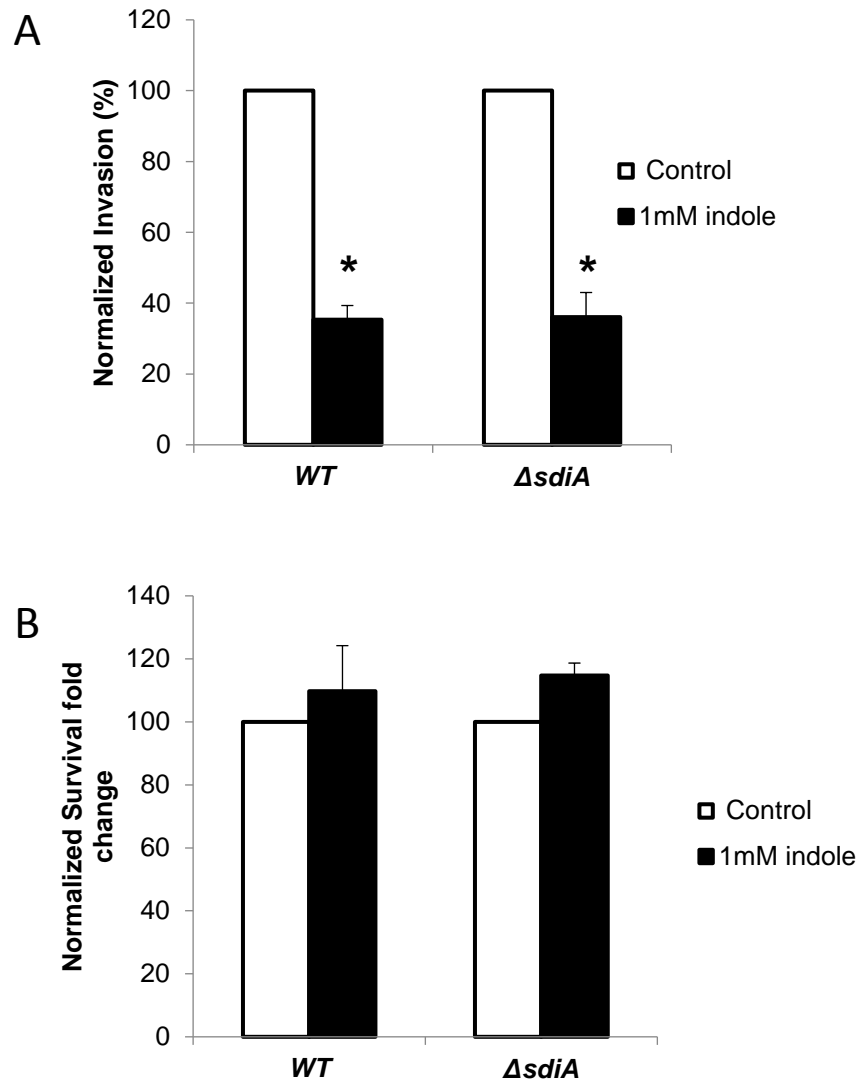 A
Normalized Invasion (%)
120
100
80
60
40
20
0
*
*
Control
1mM indole
WT
ΔsdiA
B
Normalized Survival fold
change
140
120
100
80
60
40
20
0
Control
1mM indole
WT
ΔsdiA